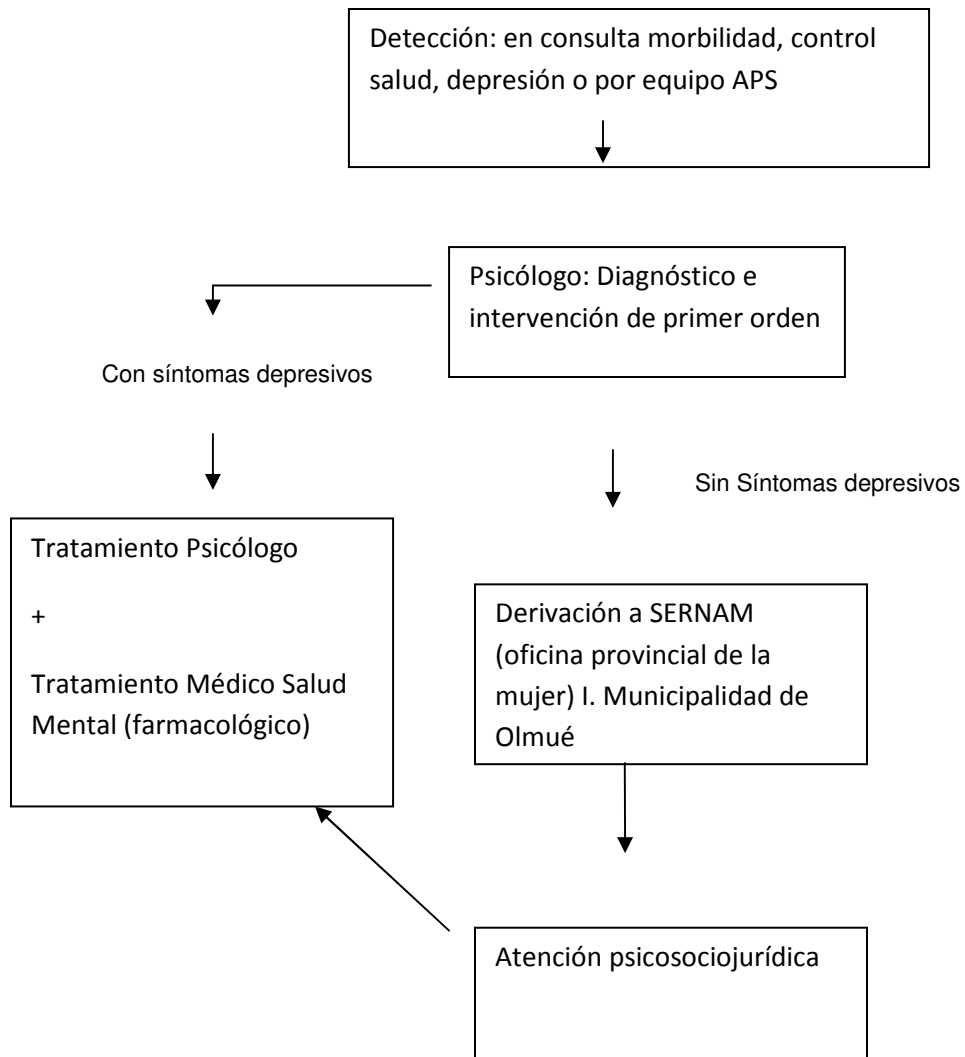 Detección: en consulta morbilidad, control
salud, depresión o por equipo APS
Psicólogo: Diagnóstico e
intervención de primer orden
Con síntomas depresivos
Sin Síntomas depresivos
Tratamiento Psicólogo
+
Tratamiento Médico Salud
Mental (farmacológico)
Derivación a SERNAM
(oficina provincial de la
mujer) I. Municipalidad de
Olmué
Atención psicosociojurídica